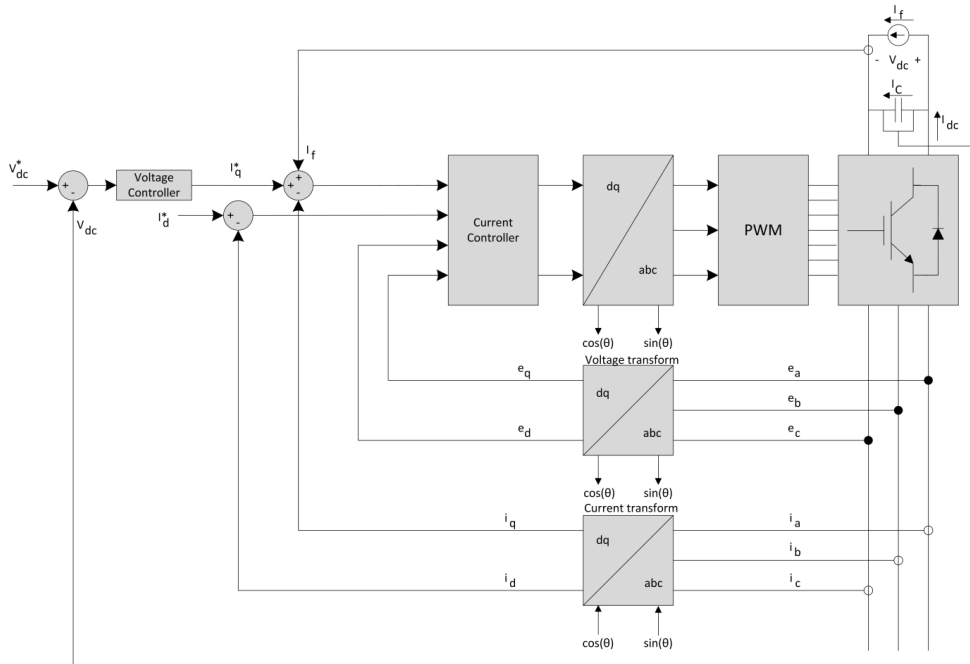 I_f
- V_dc +
I_C
I_dc
I_f
V*_dc
+
-
Voltage
Controller
I*_q
+
+
-
V_dc
I*_d
+
-
Current
Controller
dq
abc
PWM
cos(θ) sin(θ)
Voltage transform
e_q
dq
abc
e_a
e_b
e_d
e_c
cos(θ) sin(θ)
Current transform
i_q
dq
abc
i_a
i_b
i_d
i_c
cos(θ) sin(θ)